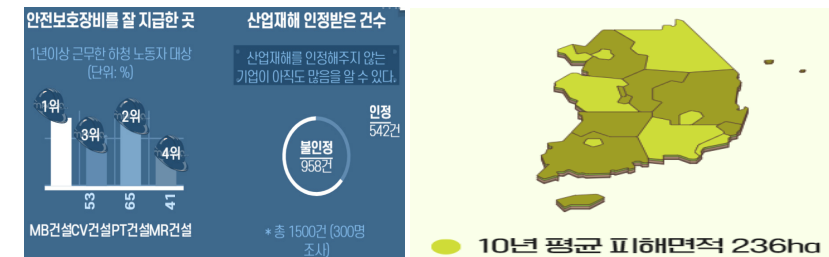 안전보호장비를 잘 지급한 곳
1년이상 근무한 하청 노동자 대상
(단위: %)
1위
3위
2위
4위
53
65
41
MB건설CV건설PT건설MR건설
산업재해 인정받은 건수
산업재해를 인정해주지 않는
기업이 아직도 많음을 알 수 있다.
인정
542건
불인정
958건
* 총 1500건 (300명
조사)
10년 평균 피해면적 236ha